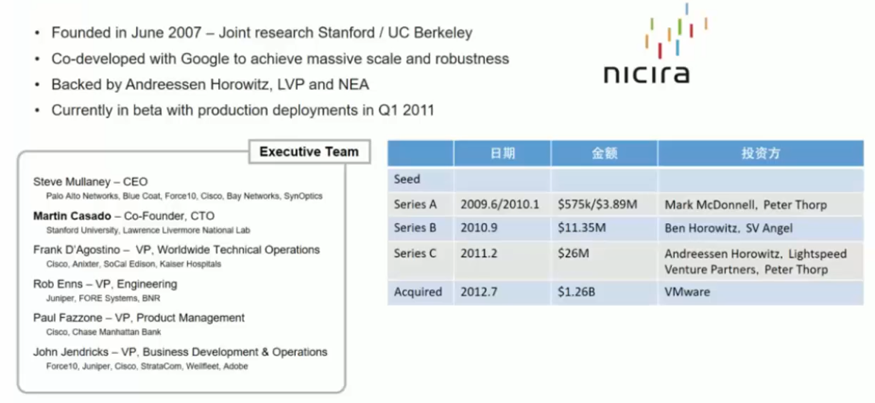 • Founded in June 2007 – Joint research Stanford / UC Berkeley
• Co-developed with Google to achieve massive scale and robustness
• Backed by Andreessen Horowitz, LVP and NEA
• Currently in beta with production deployments in Q1 2011
nicira
Executive Team
Steve Mullaney – CEO
Palo Alto Networks, Blue Coat, Force10, Cisco, Bay Networks, SynOptics
Martin Casado – Co-Founder, CTO
Stanford University, Lawrence Livermore National Lab
Frank D'Agostino – VP, Worldwide Technical Operations
Cisco, Anixter, SoCal Edison, Kaiser Hospitals
Rob Enns – VP, Engineering
Juniper, FORE Systems, BNR
Paul Fazzone – VP, Product Management
Cisco, Chase Manhattan Bank
John Jendricks – VP, Business Development & Operations
Force10, Juniper, Cisco, StrataCom, Wellfleet, Adobe
日期 金额 投资方
Seed
Series A 2009.6/2010.1 $575k/$3.89M Mark McDonnell, Peter Thorp
Series B 2010.9 $11.35M Ben Horowitz, SV Angel
Series C 2011.2 $26M Andreessen Horowitz, Lightspeed
Venture Partners, Peter Thorp
Acquired 2012.7 $1.26B VMware